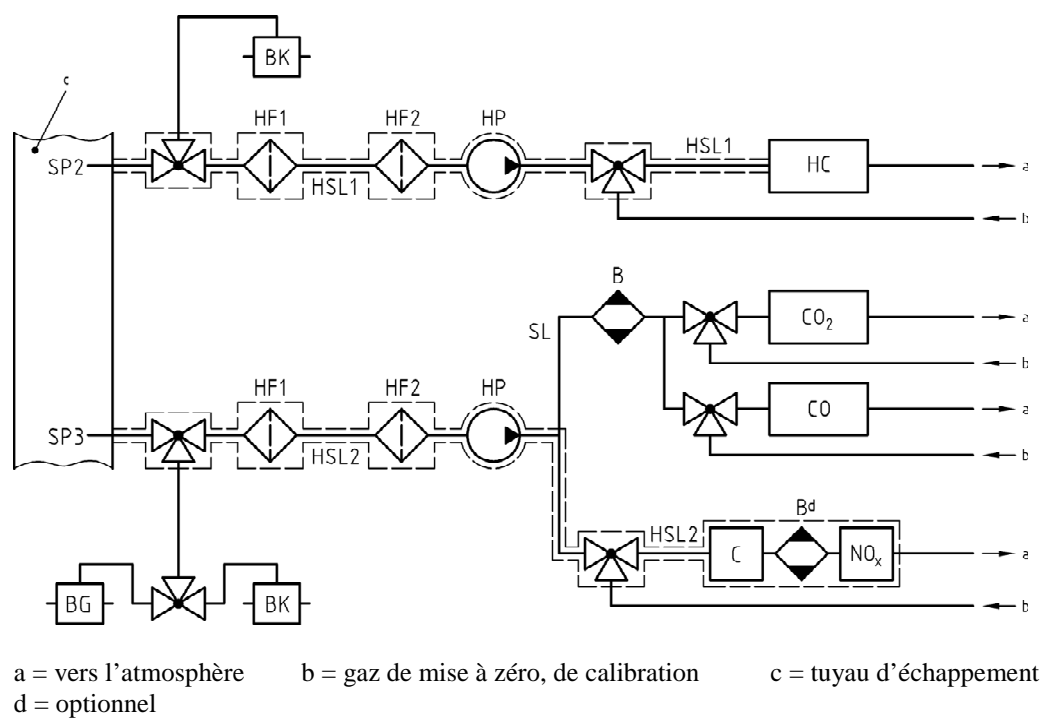 BK
c
HF1 HF2 HP HSL1
SP2 HSL1 HC a
b
B
SL CO₂ a
b
HF1 HF2 HP CO a
SP3 HSL2 b
HSL2 Bᵈ
C NOₓ a
BG BK b
a = vers l’atmosphère b = gaz de mise à zéro, de calibration c = tuyau d’échappement
d = optionnel